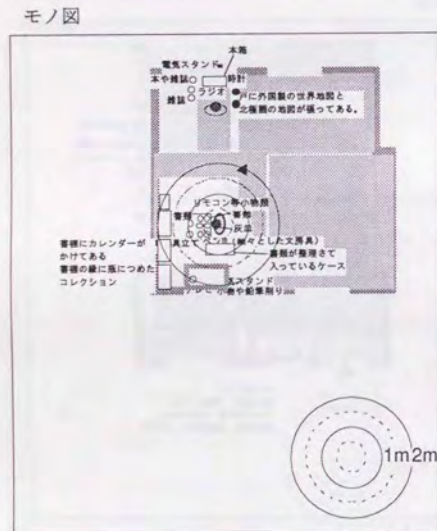 モノ図
本箱
電気スタンド
本や雑誌
時計
ラジオ
雑誌
戸に外国製の世界地図と
北極圏の地図が張ってある。
リモコン等小物類
書類
灰皿
書棚にカレンダーが
かけてある
書棚の縁に瓶につめた
コレクション
書類が整理されて
入っているケース
スタンド
1m2m